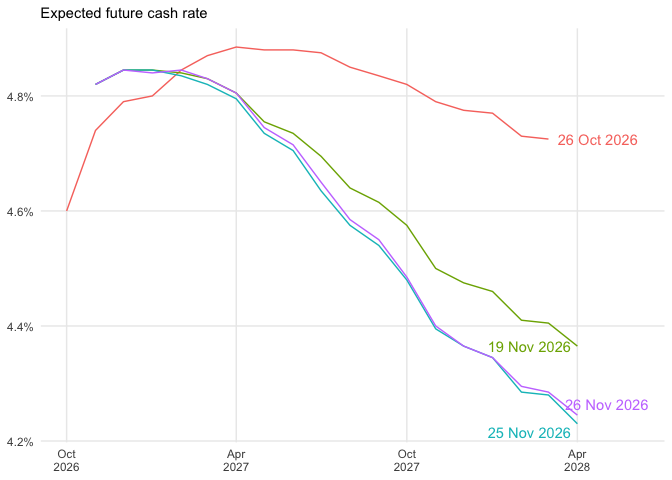 Expected future cash rate
4.8%
4.6%
4.4%
4.2%
26 Oct 2026
19 Nov 2026
26 Nov 2026
25 Nov 2026
Oct
2026
Apr
2027
Oct
2027
Apr
2028